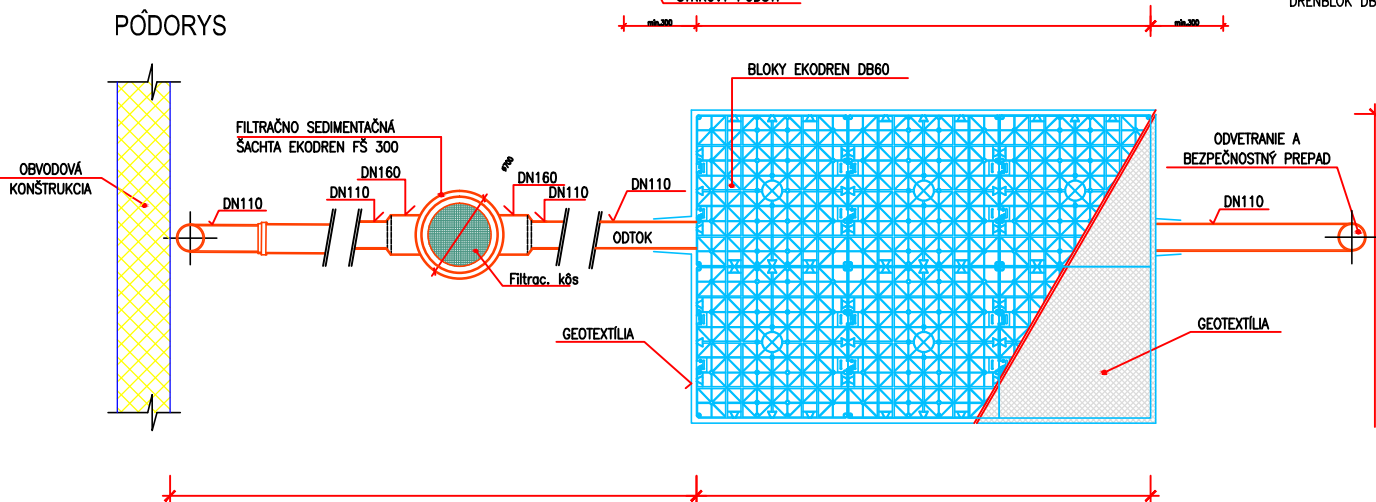 PÔDORYS
min.300
min.300
BLOKY EKODREN DB60
FILTRAČNO SEDIMENTAČNÁ
ŠACHTA EKODREN FŠ 300
ODVETRANIE A
BEZPEČNOSTNÝ PREPAD
OBVODOVÁ
KONŠTRUKCIA
DN160
DN110
DN160
DN110
DN110
DN110
DN110
ODTOK
Filtrac. kôs
GEOTEXTÍLIA
GEOTEXTÍLIA